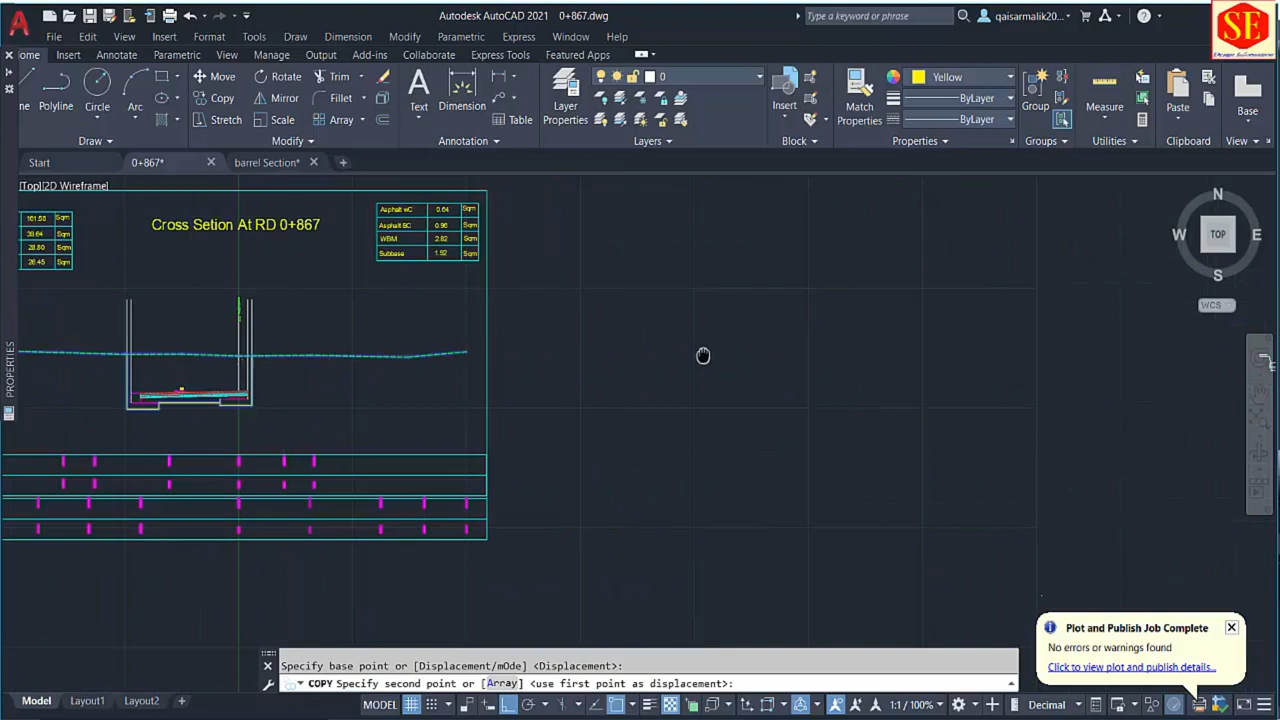 Autodesk AutoCAD 2021 0+867.dwg
Type a keyword or phrase
qaisarmalik20...
SE
File Edit View Insert Format Tools Draw Dimension Modify Parametric Express Window Help
ome Insert Annotate Parametric View Manage Output Add-ins Collaborate Express Tools Featured Apps
Move Rotate Trim 0 Yellow
Copy Mirror Fillet ByLayer
Stretch Scale Array Table ByLayer
Polyline Circle Arc Text Dimension Layer Properties Insert Match Properties Group Measure Paste Base
Draw Modify Annotation Layers Block Properties Groups Utilities Clipboard View
Start 0+867* barrel Section*
[Top][2D Wireframe]
161.50 Sqm
39.64 Sqm
28.80 Sqm
26.45 Sqm
Cross Setion At RD 0+867
Asphalt wC 0.64 Sqm
Asphalt BC 0.96 Sqm
WBM 2.82 Sqm
Subbase 1.92 Sqm
N
W TOP E
S
WCS
PROPERTIES
Plot and Publish Job Complete
No errors or warnings found
Click to view plot and publish details...
Specify base point or [Displacement/mOde] <Displacement>:
COPY Specify second point or [Array] <use first point as displacement>:
Model Layout1 Layout2
MODEL 1:1 / 100% Decimal